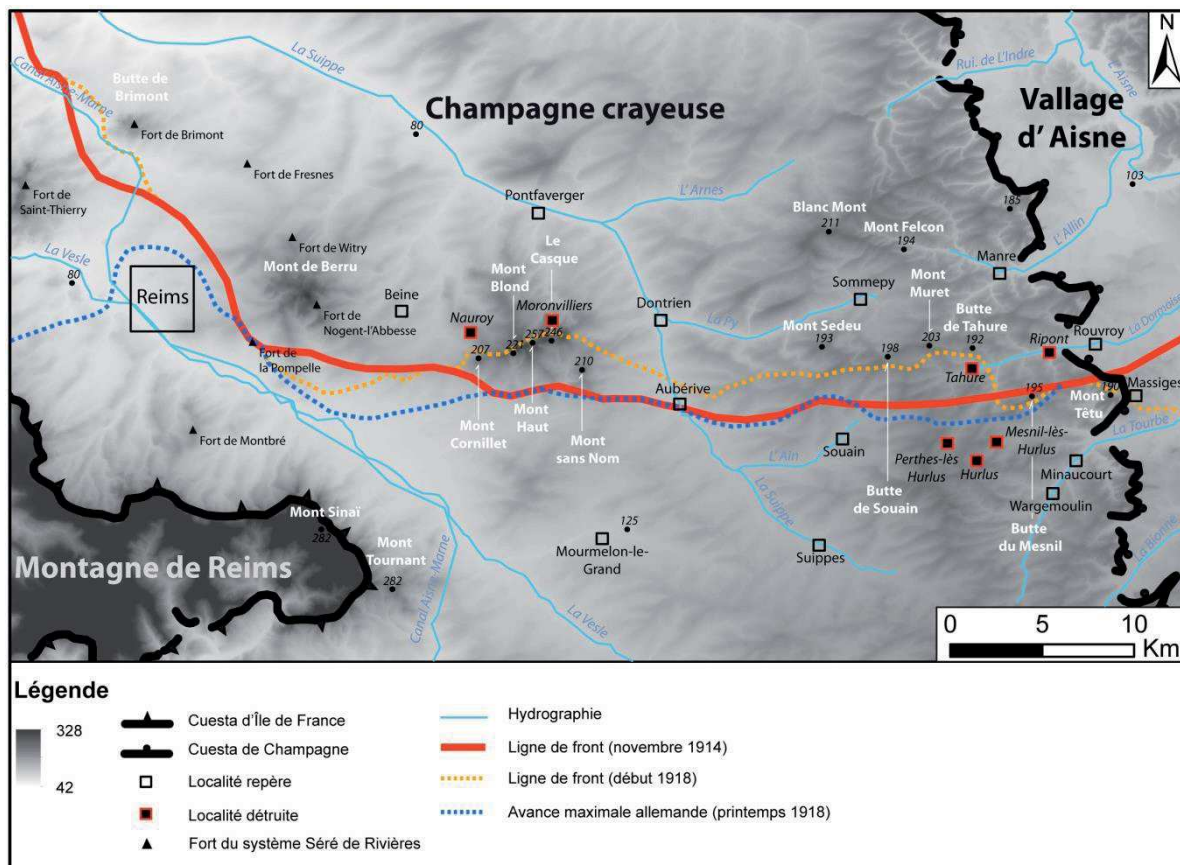 N
La Suippe
Canal Aisne-Marne
Butte de
Brimont
Fort de Brimont
80
Champagne crayeuse
Rui. de L'Indre
L'Aisne
Vallage
d' Aisne
103
Fort de Fresnes
Fort de
Saint-Thierry
Pontfaverger
L' Arnes
Blanc Mont
211
185
L'Allin
Fort de Witry
Mont de Berru
Le
Casque
Mont Felcon
194
Manre
La Vesle
80
Reims
Fort de
Nogent-l'Abbesse
Beine
Mont
Blond
Moronvilliers
Nauroy
Dontrien
La Py
Sommepy
Mont
Muret
Butte
de Tahure
Mont Sedeu
193
Ripont
Rouvroy
La Dormoise
207
221
257
246
210
198
203
192
Tahure
195
190
Massiges
Mont
Têtu
Fort de
la Pompelle
Aubérive
Fort de Montbré
Mont
Cornillet
Mont
Haut
Mont
sans Nom
L' Ain
Souain
Perthes-lès
Hurlus
Hurlus
Mesnil-lès-
Hurlus
La Tourbe
Minaucourt
Wargemoulin
Butte
de Souain
Butte
du Mesnil
La Suippe
Suippes
La Bionne
Mont Sinaï
282
Mont
Tournant
282
125
Mourmelon-le-
Grand
Montagne de Reims
Canal Aisne-Marne
La Vesle
0 5 10
Km
Légende
328
42
Cuesta d'Île de France
Cuesta de Champagne
Localité repère
Localité détruite
Fort du système Séré de Rivières
Hydrographie
Ligne de front (novembre 1914)
Ligne de front (début 1918)
Avance maximale allemande (printemps 1918)